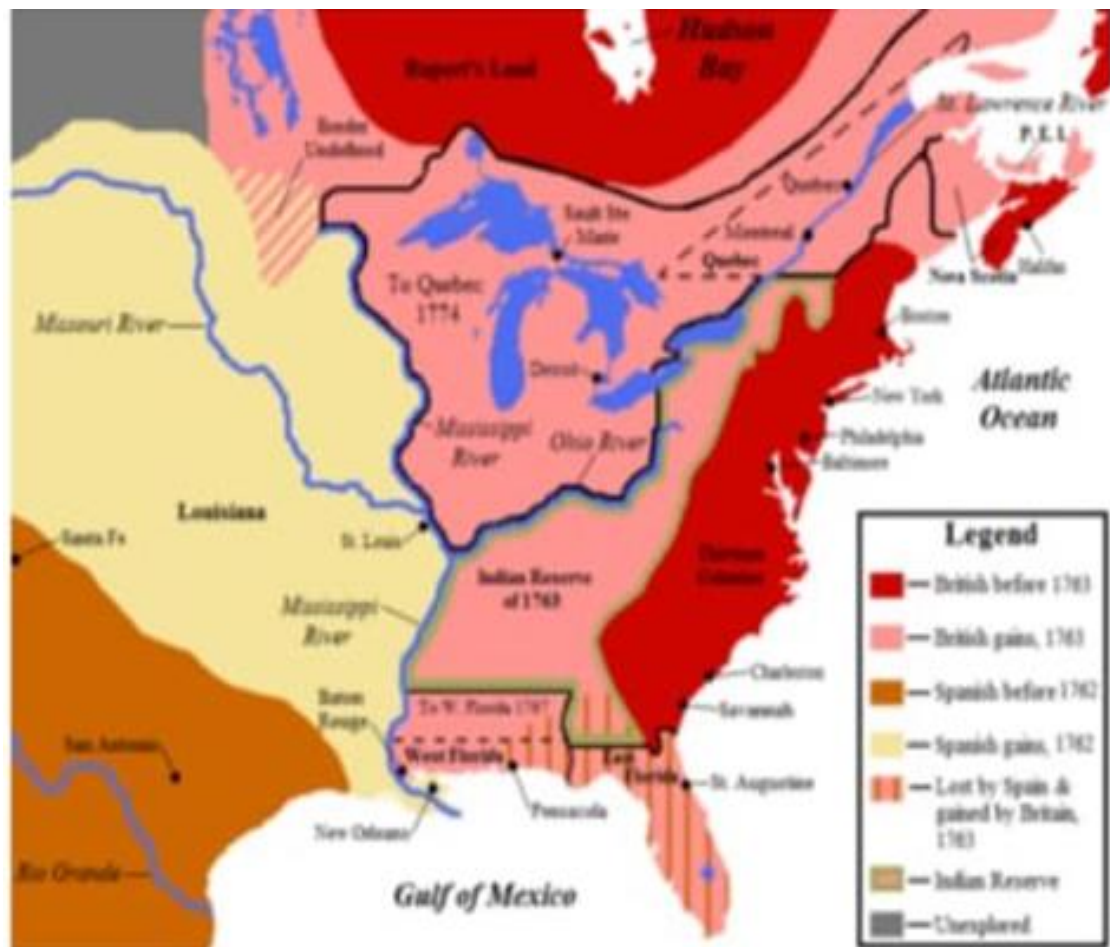 Hudson
Bay
Rupert's Land
St. Lawrence River
P. E. I.
Border
Undefined
Quebec
Sault Ste
Marie
Montreal
Quebec
Nova Scotia
Halifax
To Quebec
1774
Missouri River
Boston
Detroit
Atlantic
Ocean
New York
Mississippi
River
Ohio River
Philadelphia
Baltimore
Louisiana
St. Louis
Santa Fe
Indian Reserve
of 1763
Thirteen
Colonies
Mississippi
River
Charleston
Baton
Rouge
To W. Florida 1767
Savannah
San Antonio
West Florida
East
Florida
St. Augustine
Pensacola
New Orleans
Rio Grande
Gulf of Mexico
Legend
British before 1763
British gains, 1763
Spanish before 1762
Spanish gains, 1762
Lost by Spain &
gained by Britain,
1763
Indian Reserve
Unexplored